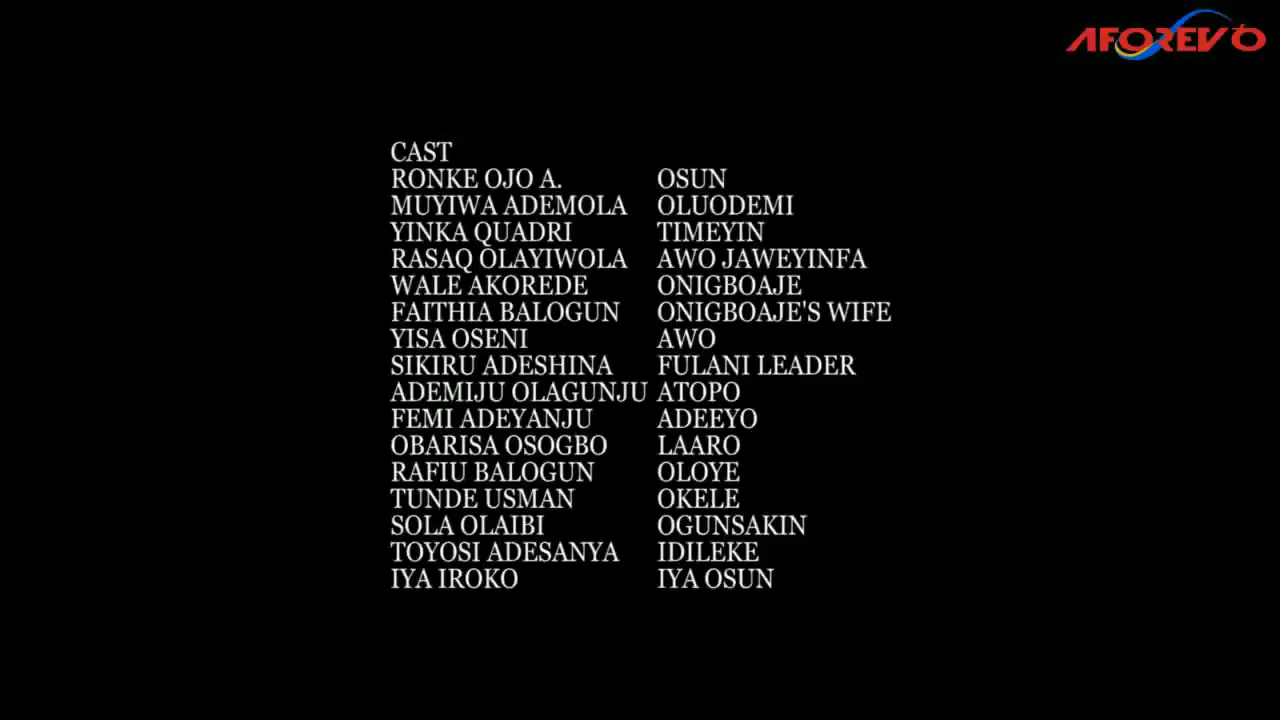 AFOREVO
CAST
RONKE OJO A. OSUN
MUYIWA ADEMOLA OLUODEMI
YINKA QUADRI TIMEYIN
RASAQ OLAYIWOLA AWO JAWEYINFA
WALE AKOREDE ONIGBOAJE
FAITHIA BALOGUN ONIGBOAJE'S WIFE
YISA OSENI AWO
SIKIRU ADESHINA FULANI LEADER
ADEMIJU OLAGUNJU ATOPO
FEMI ADEYANJU ADEEYO
OBARISA OSOGBO LAARO
RAFIU BALOGUN OLOYE
TUNDE USMAN OKELE
SOLA OLAIBI OGUNSAKIN
TOYOSI ADESANYA IDILEKE
IYA IROKO IYA OSUN